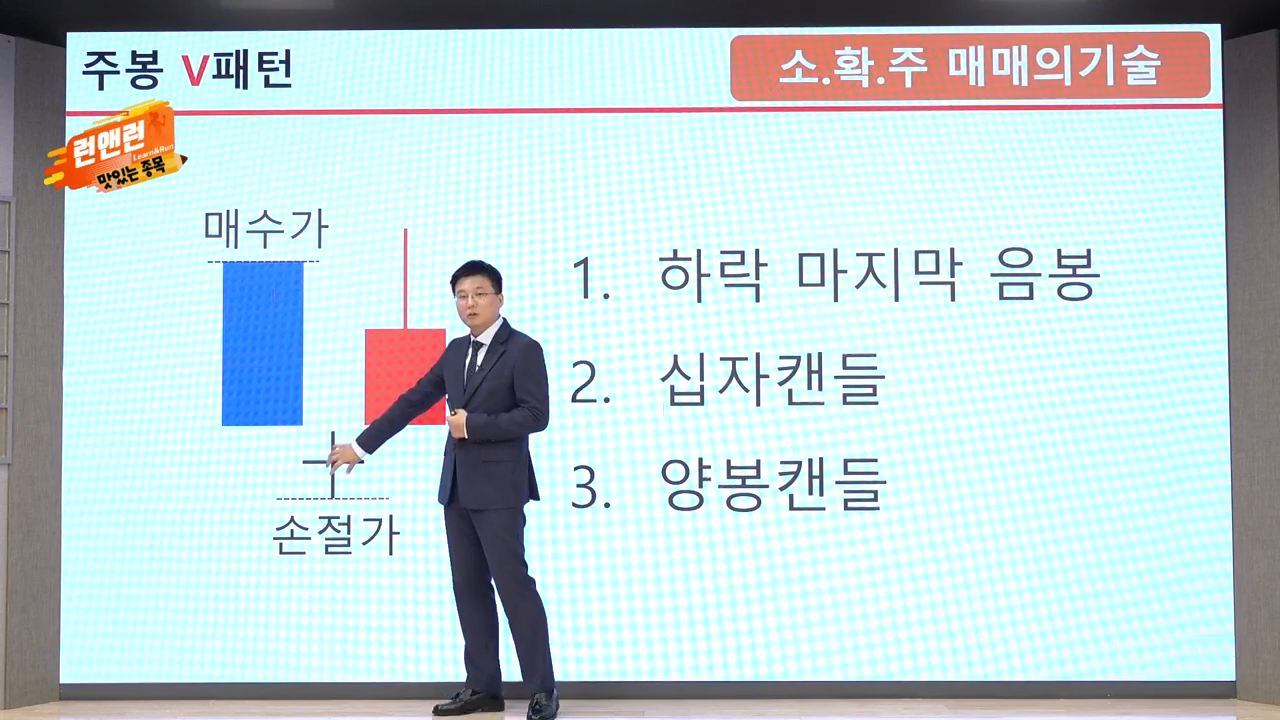 주봉 V패턴
소.확.주 매매의기술
런앤런
Learn&Run
맛있는 종목
매수가
1. 하락 마지막 음봉
2. 십자캔들
3. 양봉캔들
손절가